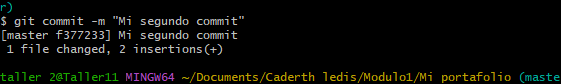 r)
$ git commit -m "Mi segundo commit"
[master f377233] Mi segundo commit
 1 file changed, 2 insertions(+)

taller 2@Taller11 MINGW64 ~/Documents/Caderth ledis/Modulo1/Mi portafolio (maste